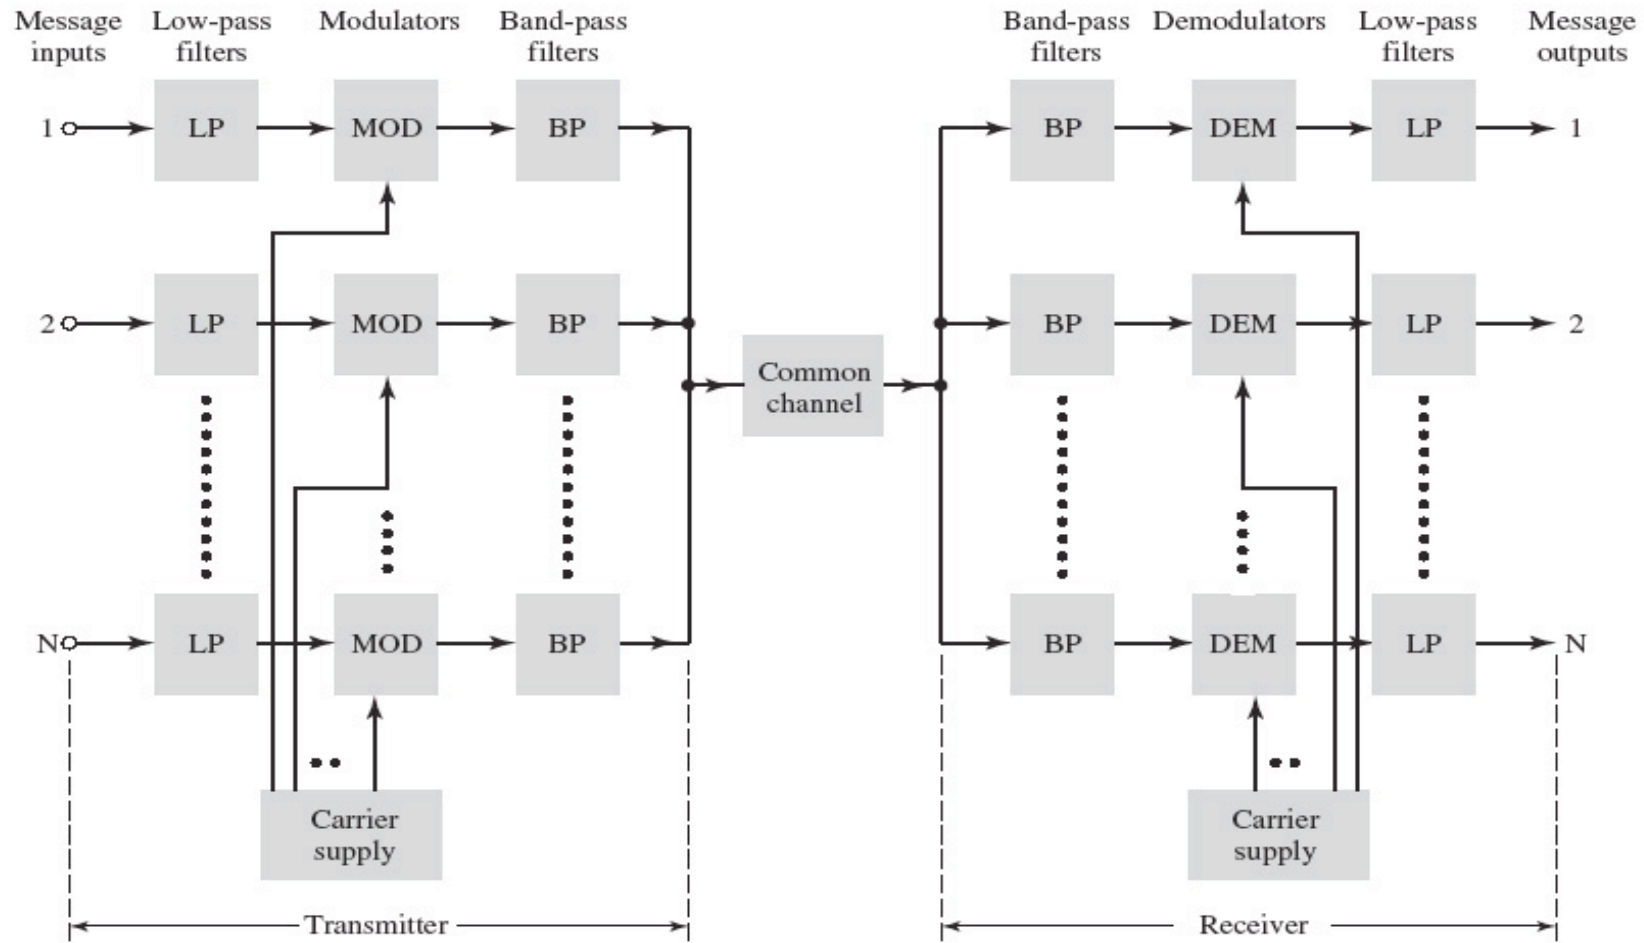 Message inputs
Low-pass filters
Modulators
Band-pass filters
Band-pass filters
Demodulators
Low-pass filters
Message outputs
1
LP
MOD
BP
BP
DEM
LP
1
2
LP
MOD
BP
BP
DEM
LP
2
Common
channel
N
LP
MOD
BP
BP
DEM
LP
N
Carrier
supply
Carrier
supply
Transmitter
Receiver